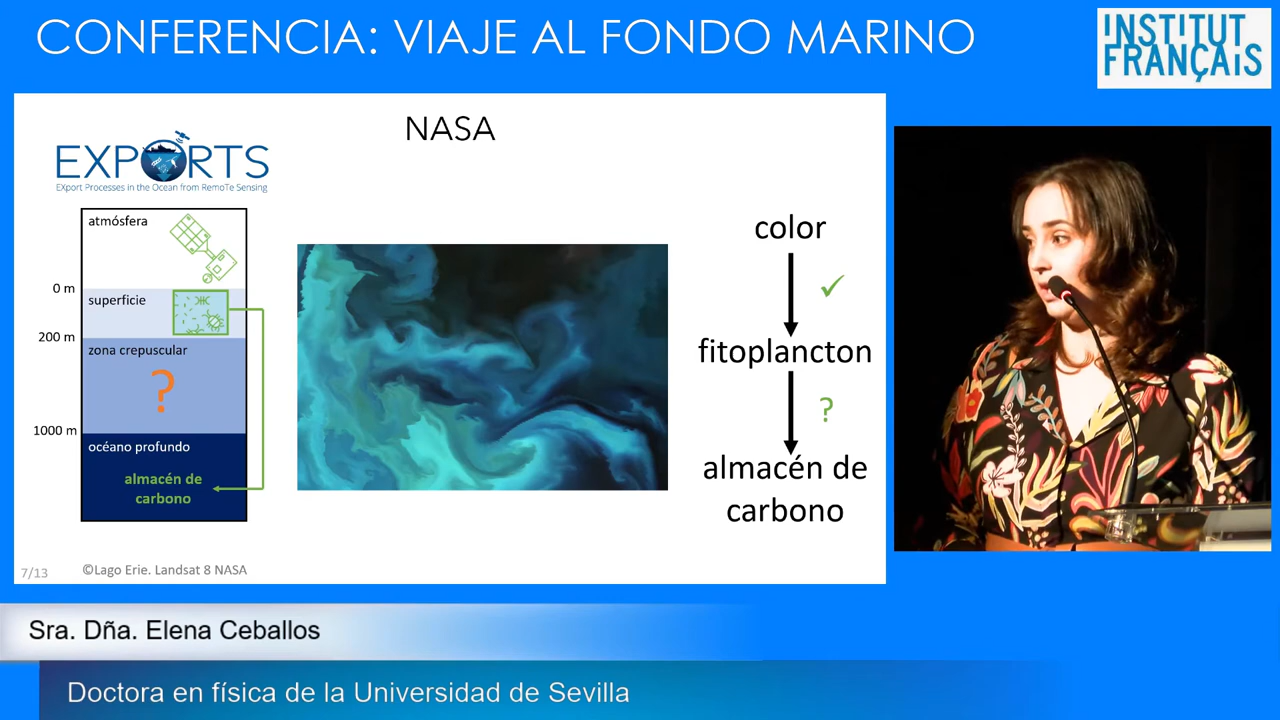 CONFERENCIA: VIAJE AL FONDO MARINO
INSTITUT
FRANÇAIS
NASA
EXPORTS
EXport Processes in the Ocean from RemoTe Sensing
atmósfera
0 m
superficie
200 m
zona crepuscular
?
1000 m
océano profundo
almacén de
carbono
color
✓
fitoplancton
?
almacén de
carbono
7/13
©Lago Erie. Landsat 8 NASA
Sra. Dña. Elena Ceballos
Doctora en física de la Universidad de Sevilla